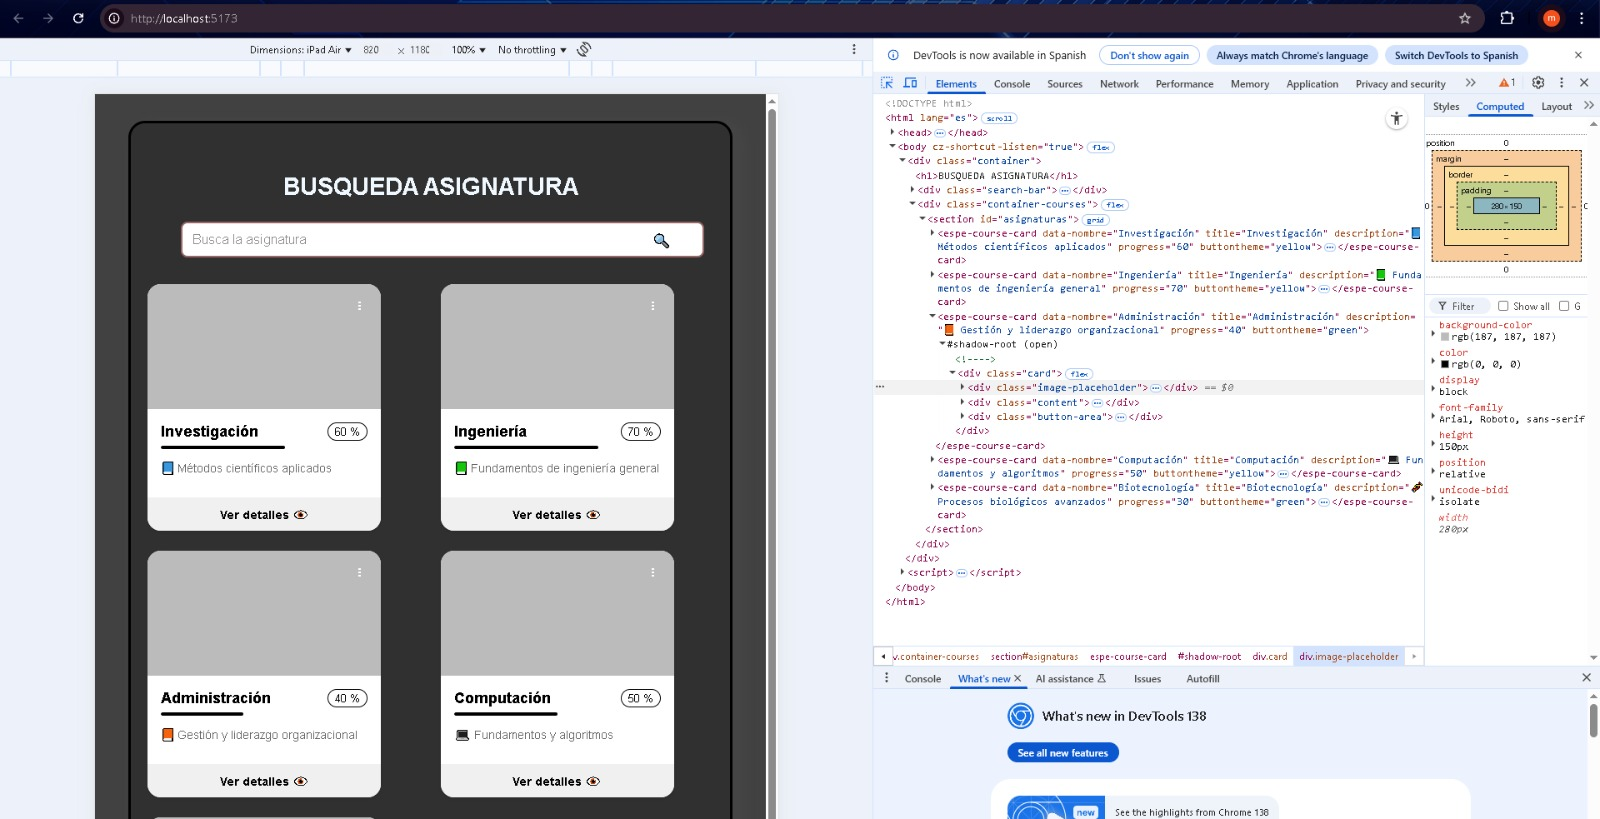 http://localhost:5173
m
Dimensions: iPad Air ▾ 820 × 1180 100% ▾ No throttling ▾
BUSQUEDA ASIGNATURA
Busca la asignatura
Investigación 60 %
📘 Métodos científicos aplicados
Ver detalles 👁
Ingeniería 70 %
📗 Fundamentos de ingeniería general
Ver detalles 👁
Administración 40 %
📙 Gestión y liderazgo organizacional
Ver detalles 👁
Computación 50 %
💻 Fundamentos y algoritmos
Ver detalles 👁
DevTools is now available in Spanish Don't show again Always match Chrome's language Switch DevTools to Spanish
Elements Console Sources Network Performance Memory Application Privacy and security 1
<!DOCTYPE html>
<html lang="es"> scroll
<head> </head>
<body cz-shortcut-listen="true"> flex
<div class="container">
<h1>BUSQUEDA ASIGNATURA</h1>
<div class="search-bar"> </div>
<div class="container-courses"> flex
<section id="asignaturas"> grid
<espe-course-card data-nombre="Investigación" title="Investigación" description="📘
Métodos científicos aplicados" progress="60" buttontheme="yellow"> </espe-course-
card>
<espe-course-card data-nombre="Ingeniería" title="Ingeniería" description="📗 Funda
mentos de ingeniería general" progress="70" buttontheme="yellow"> </espe-course-
card>
<espe-course-card data-nombre="Administración" title="Administración" description=
"📙 Gestión y liderazgo organizacional" progress="40" buttontheme="green">
#shadow-root (open)
<!---->
<div class="card"> flex
<div class="image-placeholder"> </div> == $0
<div class="content"> </div>
<div class="button-area"> </div>
</div>
</espe-course-card>
<espe-course-card data-nombre="Computación" title="Computación" description="💻 Fun
damentos y algoritmos" progress="50" buttontheme="yellow"> </espe-course-card>
<espe-course-card data-nombre="Biotecnología" title="Biotecnología" description="
Procesos biológicos avanzados" progress="30" buttontheme="green"> </espe-course-
card>
</section>
</div>
</div>
<script> </script>
</body>
</html>
v.container-courses section#asignaturas espe-course-card #shadow-root div.card div.image-placeholder
Styles Computed Layout
position 0
margin –
border –
padding –
0 – – – 280×150 – – – 0
–
–
–
0
Filter Show all G
background-color
rgb(187, 187, 187)
color
rgb(0, 0, 0)
display
block
font-family
Arial, Roboto, sans-serif
height
150px
position
relative
unicode-bidi
isolate
width
280px
Console What's new AI assistance Issues Autofill
What's new in DevTools 138
See all new features
new
See the highlights from Chrome 138